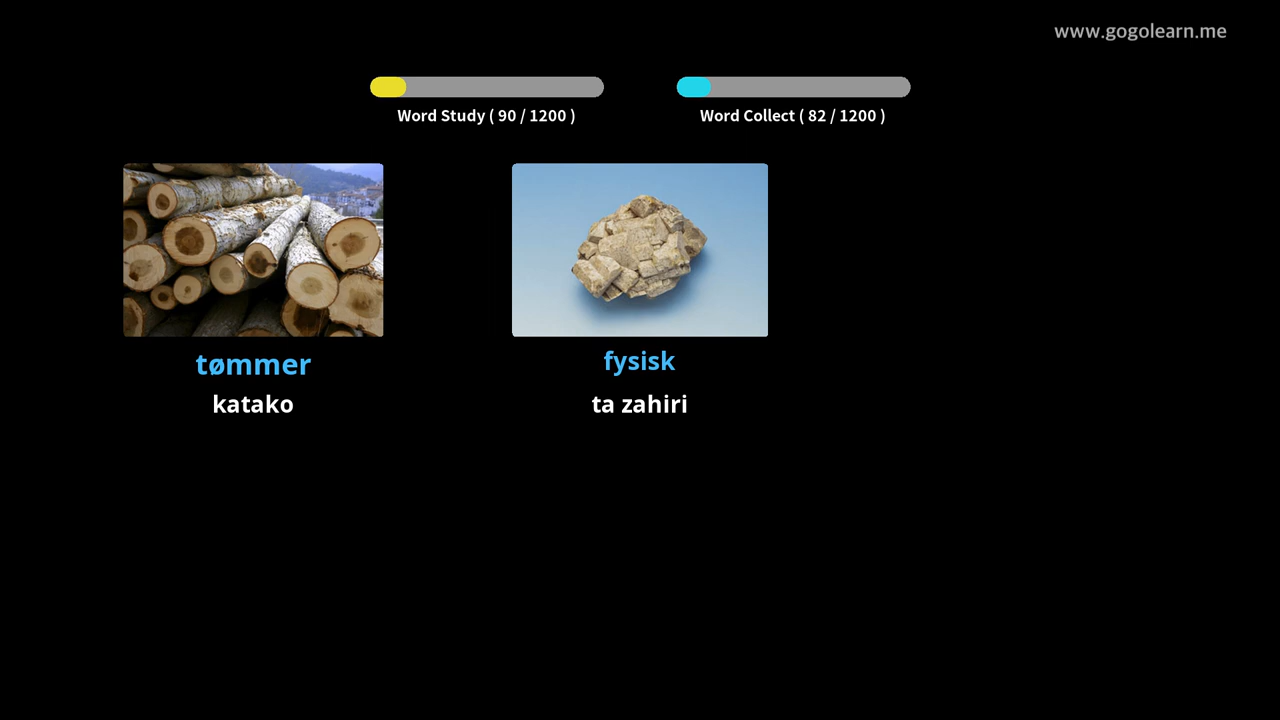 www.gogolearn.me
Word Study ( 90 / 1200 )
Word Collect ( 82 / 1200 )
tømmer
katako
fysisk
ta zahiri